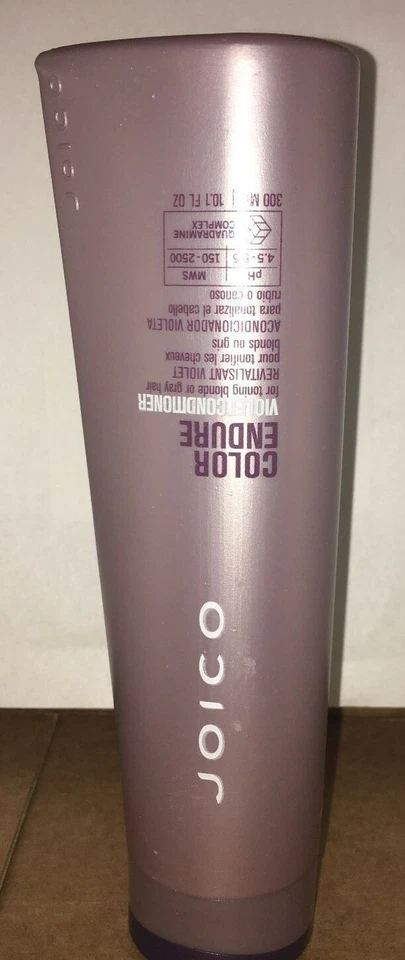 JOICO
COLOR
ENDURE
VIOLET CONDITIONER
for toning blonde or gray hair
REVITALISANT VIOLET
pour tonifier les cheveux
blonds ou gris
ACONDICIONADOR VIOLETA
para tonalizar el cabello
rubio o canoso
pH MWS
4.5-5.5 150-2500
QUADRAMINE
COMPLEX
300 ML 10.1 FL OZ
JOICO